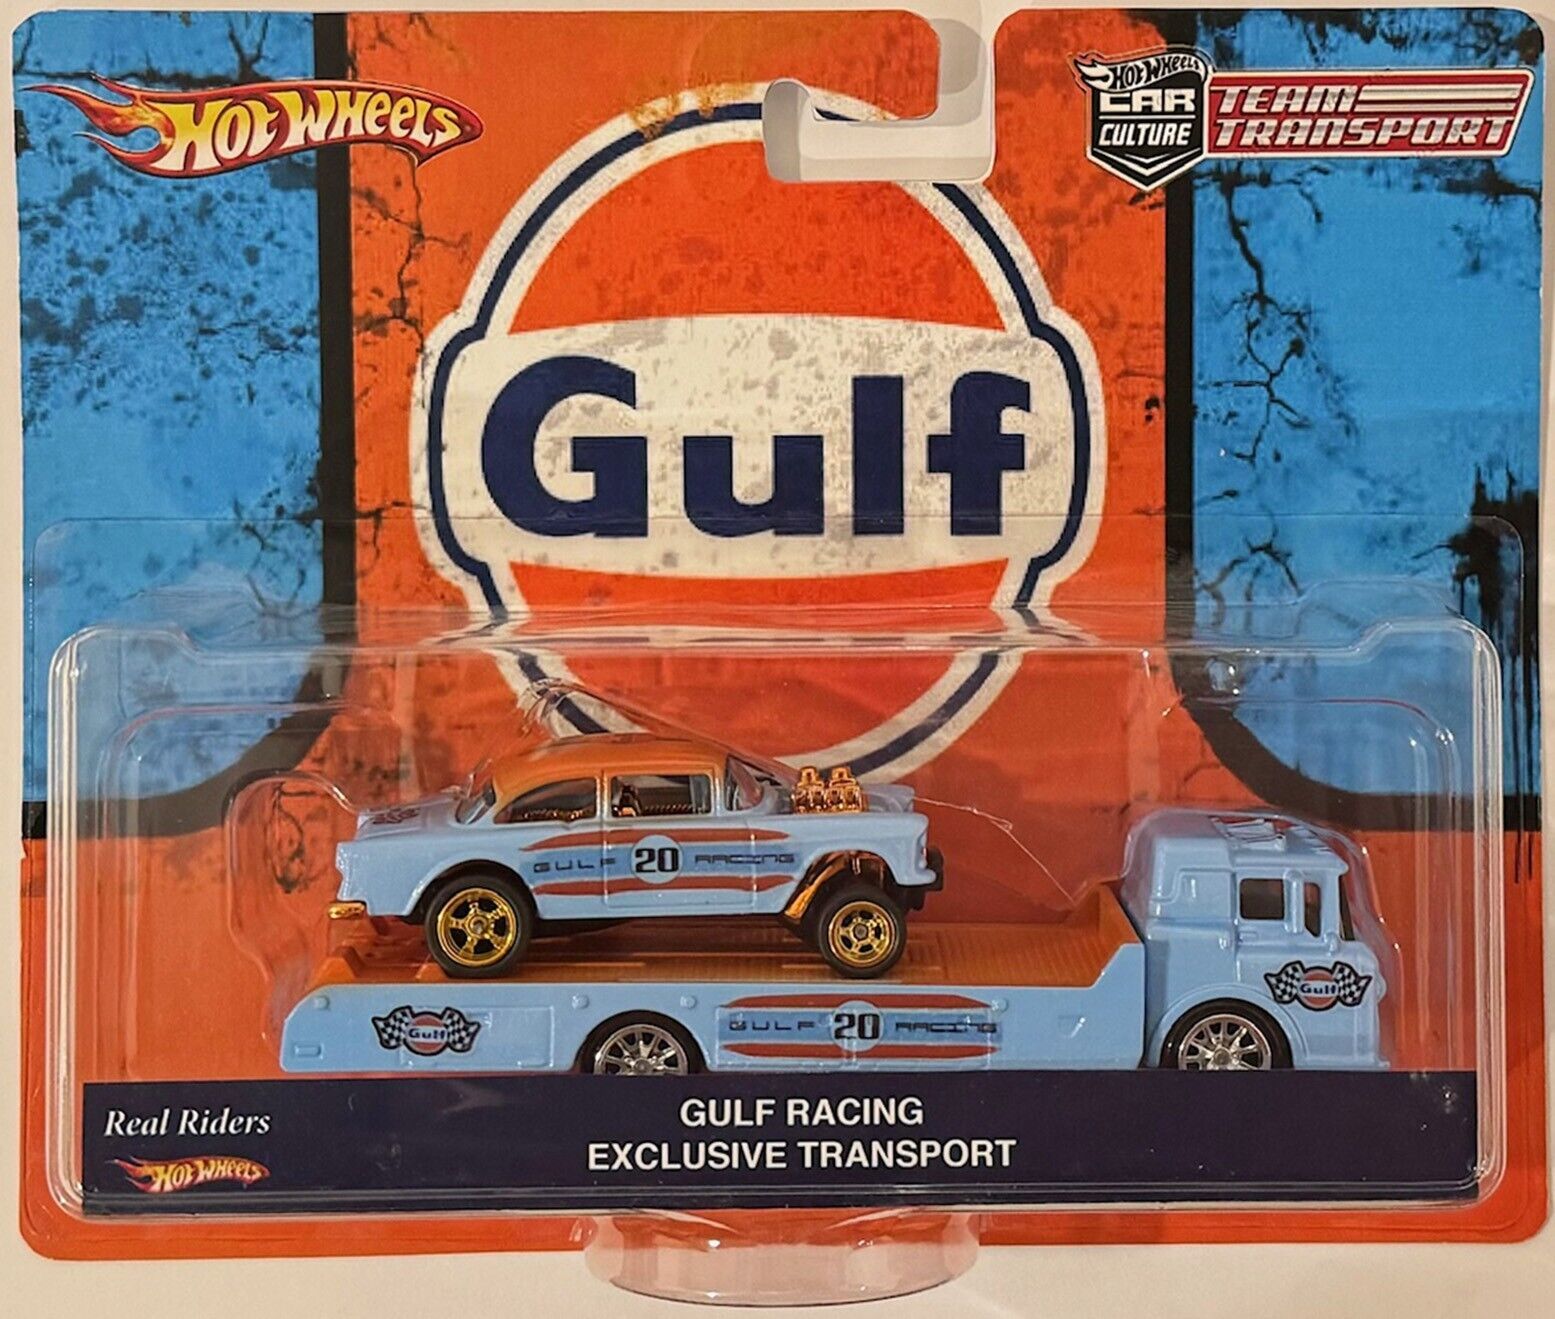 HOT WHEELS
HOT WHEELS
CAR
CULTURE
TEAM
TRANSPORT
Gulf
GULF 20 RACING
Gulf
GULF 20 RACING
Gulf
Real Riders
HOT WHEELS
GULF RACING
EXCLUSIVE TRANSPORT